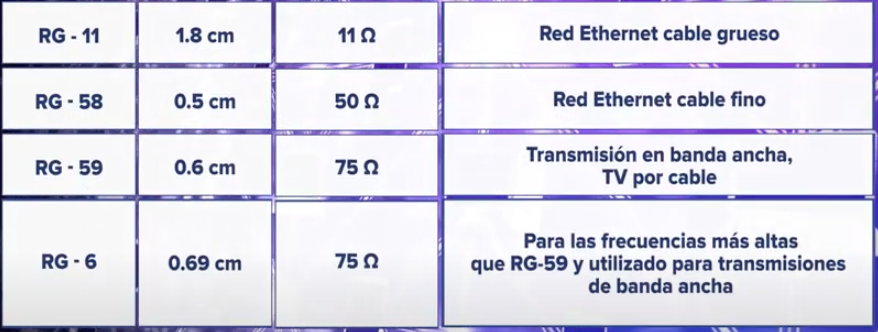 RG - 11 1.8 cm 11 Ω Red Ethernet cable grueso
RG - 58 0.5 cm 50 Ω Red Ethernet cable fino
RG - 59 0.6 cm 75 Ω Transmisión en banda ancha,
TV por cable
RG - 6 0.69 cm 75 Ω Para las frecuencias más altas
que RG-59 y utilizado para transmisiones
de banda ancha